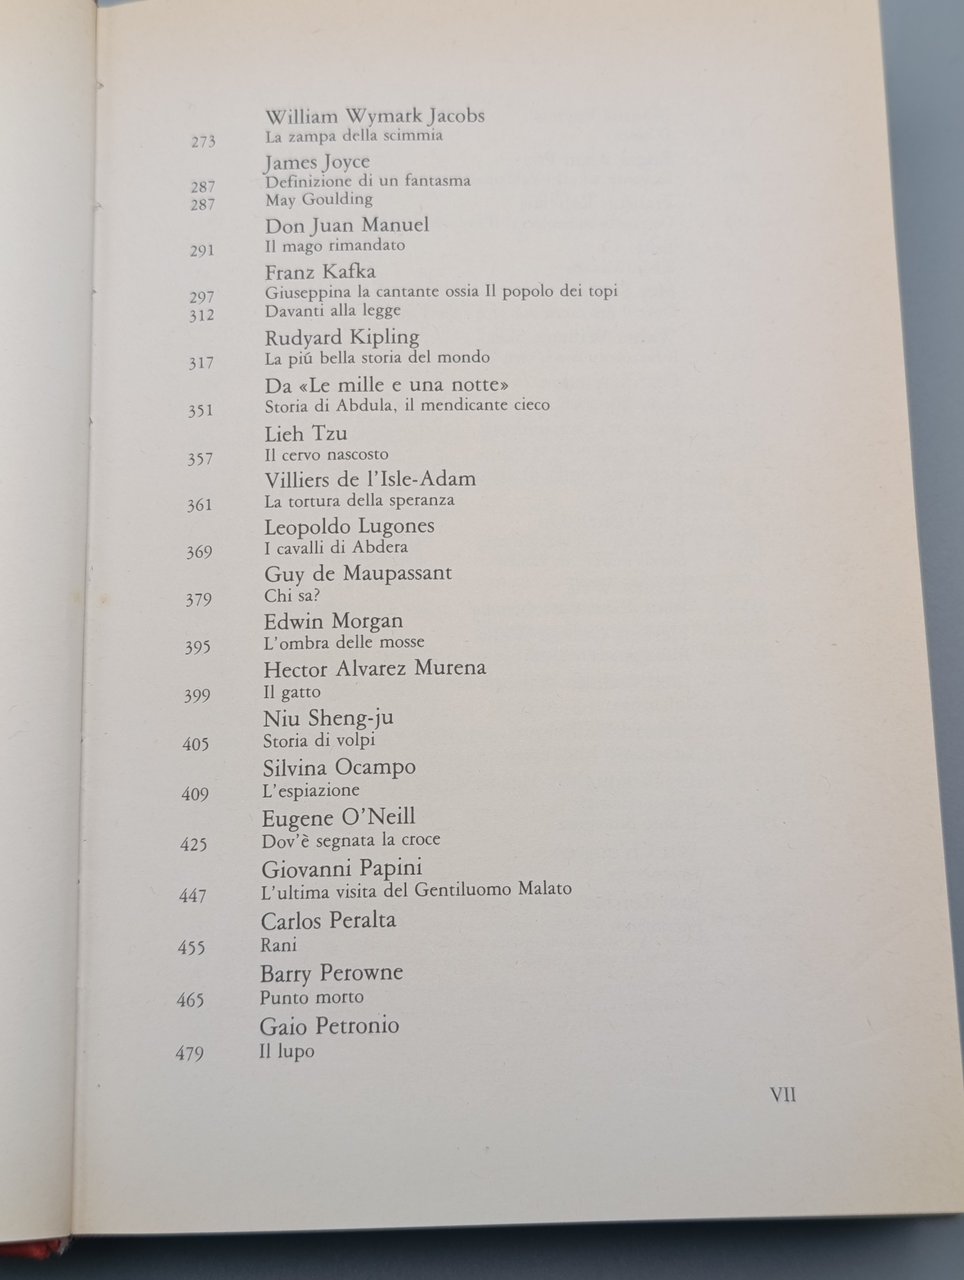 William Wymark Jacobs
273 La zampa della scimmia
James Joyce
287 Definizione di un fantasma
287 May Goulding
Don Juan Manuel
291 Il mago rimandato
Franz Kafka
297 Giuseppina la cantante ossia Il popolo dei topi
312 Davanti alla legge
Rudyard Kipling
317 La piú bella storia del mondo
Da «Le mille e una notte»
351 Storia di Abdula, il mendicante cieco
Lieh Tzu
357 Il cervo nascosto
Villiers de l'Isle-Adam
361 La tortura della speranza
Leopoldo Lugones
369 I cavalli di Abdera
Guy de Maupassant
379 Chi sa?
Edwin Morgan
395 L'ombra delle mosse
Hector Alvarez Murena
399 Il gatto
Niu Sheng-ju
405 Storia di volpi
Silvina Ocampo
409 L'espiazione
Eugene O'Neill
425 Dov'è segnata la croce
Giovanni Papini
447 L'ultima visita del Gentiluomo Malato
Carlos Peralta
455 Rani
Barry Perowne
465 Punto morto
Gaio Petronio
479 Il lupo
VII